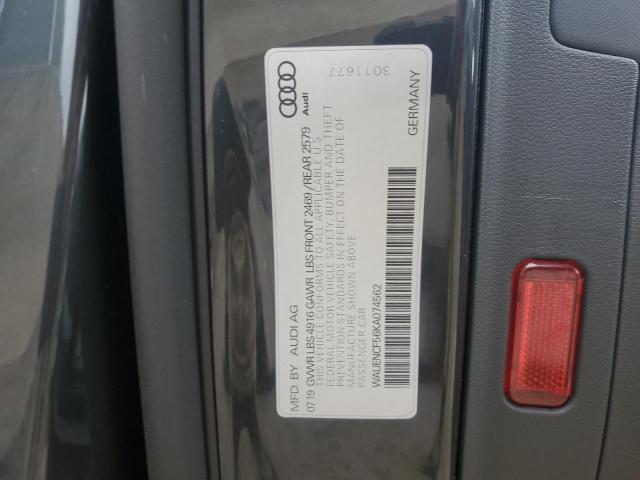 MFD. BY AUDI AG
07 19 GVWR LBS 4916 GAWR LBS FRONT 2469 /REAR 2579
THIS VEHICLE CONFORMS TO ALL APPLICABLE U S
FEDERAL MOTOR VEHICLE SAFETY, BUMPER AND THEFT
PREVENTION STANDARDS IN EFFECT ON THE DATE OF
MANUFACTURE SHOWN ABOVE
PASSENGER CAR
WAUENCF56KA074562
GERMANY
Audi
3011677